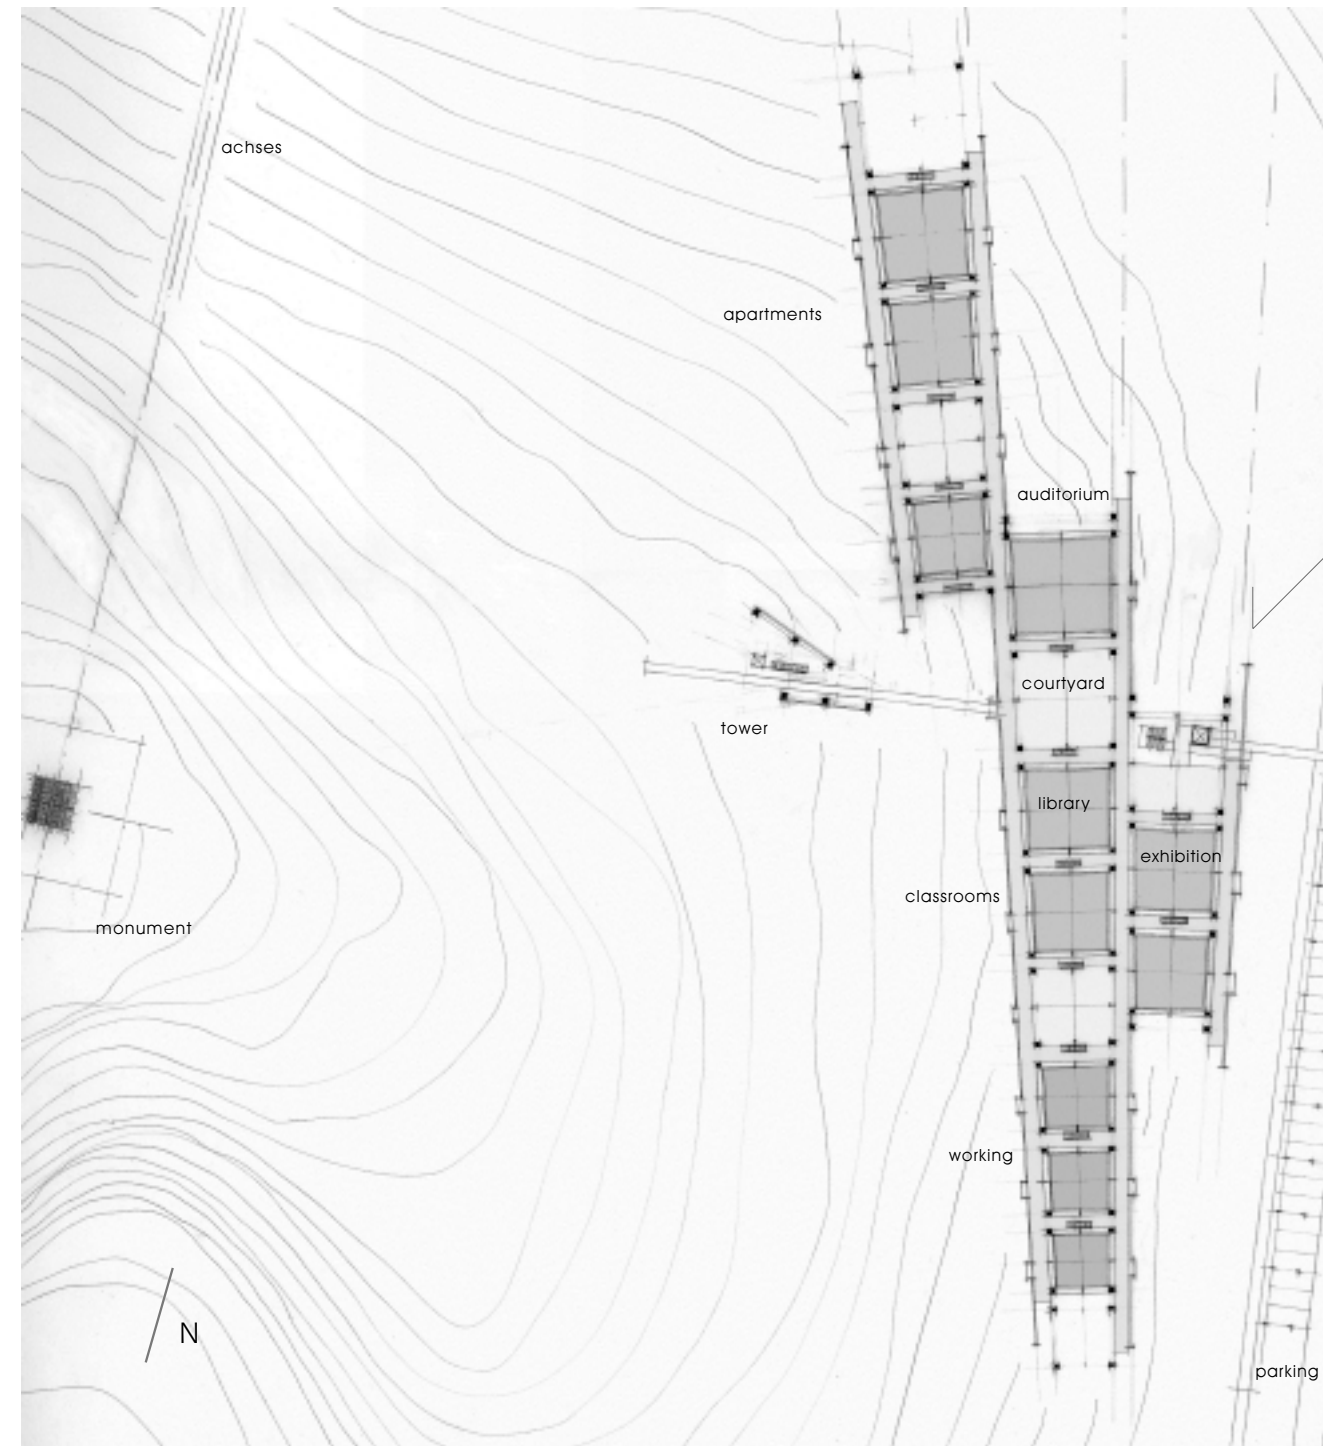 achses
apartments
auditorium
courtyard
tower
library
exhibition
classrooms
monument
working
N
parking